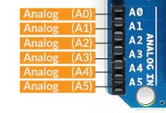 Analog (A0) A0
Analog (A1) A1
Analog (A2) A2
Analog (A3) A3
Analog (A4) A4
Analog (A5) A5
ANALOG IN